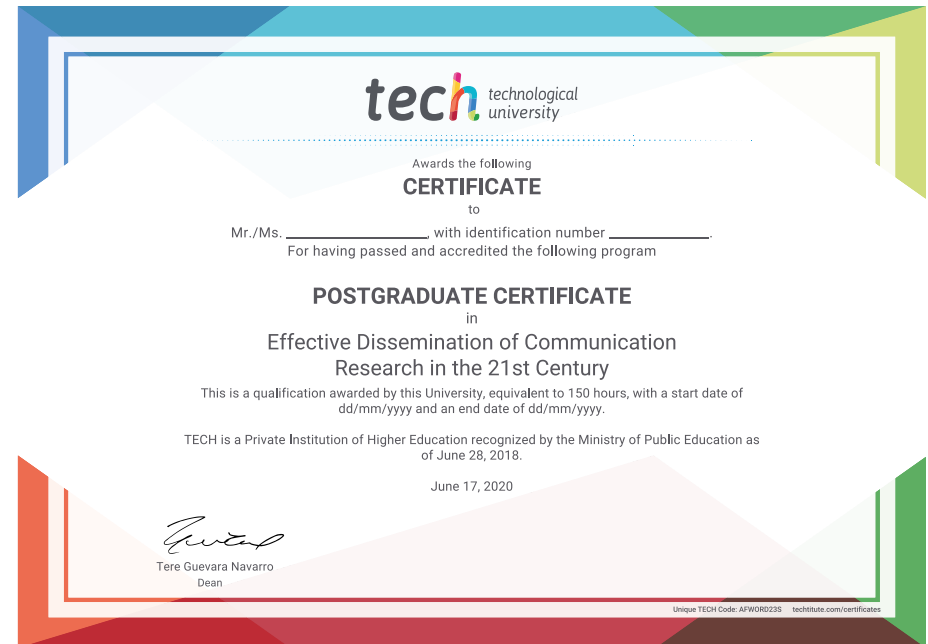 tech technological
university
Awards the following
CERTIFICATE
to
Mr./Ms. ________________, with identification number ____________.
For having passed and accredited the following program
POSTGRADUATE CERTIFICATE
in
Effective Dissemination of Communication
Research in the 21st Century
This is a qualification awarded by this University, equivalent to 150 hours, with a start date of
dd/mm/yyyy and an end date of dd/mm/yyyy.
TECH is a Private Institution of Higher Education recognized by the Ministry of Public Education as
of June 28, 2018.
June 17, 2020
Tere Guevara Navarro
Dean
Unique TECH Code: AFWORD23S techtitute.com/certificates